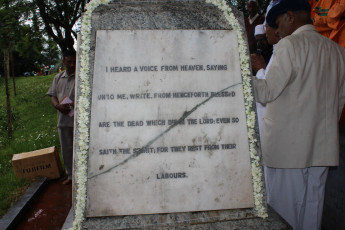 I HEARD A VOICE FROM HEAVEN, SAYING
UNTO ME, WRITE, FROM HENCEFORTH BLESSED
ARE THE DEAD WHICH DIE IN THE LORD; EVEN SO
SAITH THE SPIRIT; FOR THEY REST FROM THEIR
LABOURS.